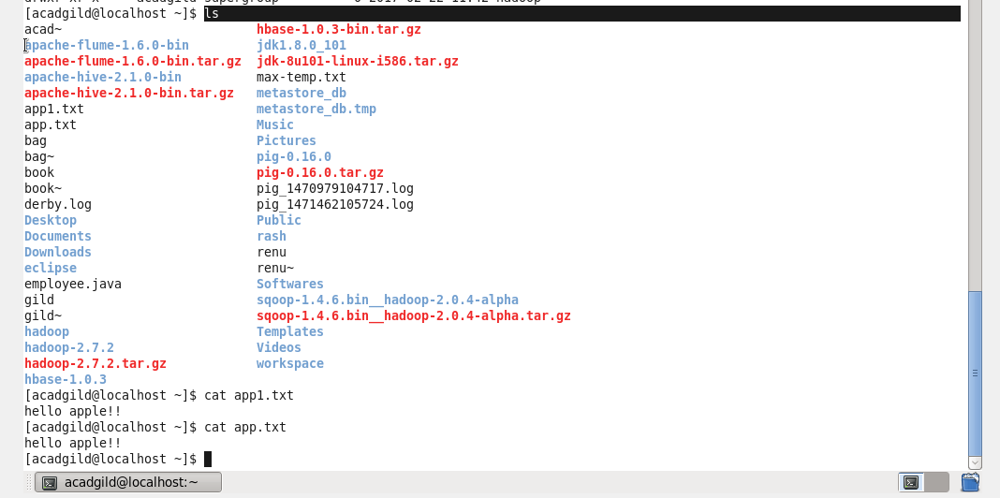 [acadgild@localhost ~]$ ls
acad~ hbase-1.0.3-bin.tar.gz
apache-flume-1.6.0-bin jdk1.8.0_101
apache-flume-1.6.0-bin.tar.gz jdk-8u101-linux-i586.tar.gz
apache-hive-2.1.0-bin max-temp.txt
apache-hive-2.1.0-bin.tar.gz metastore_db
app1.txt metastore_db.tmp
app.txt Music
bag Pictures
bag~ pig-0.16.0
book pig-0.16.0.tar.gz
book~ pig_1470979104717.log
derby.log pig_1471462105724.log
Desktop Public
Documents rash
Downloads renu
eclipse renu~
employee.java Softwares
gild sqoop-1.4.6.bin__hadoop-2.0.4-alpha
gild~ sqoop-1.4.6.bin__hadoop-2.0.4-alpha.tar.gz
hadoop Templates
hadoop-2.7.2 Videos
hadoop-2.7.2.tar.gz workspace
hbase-1.0.3
[acadgild@localhost ~]$ cat app1.txt
hello apple!!
[acadgild@localhost ~]$ cat app.txt
hello apple!!
[acadgild@localhost ~]$
acadgild@localhost:~